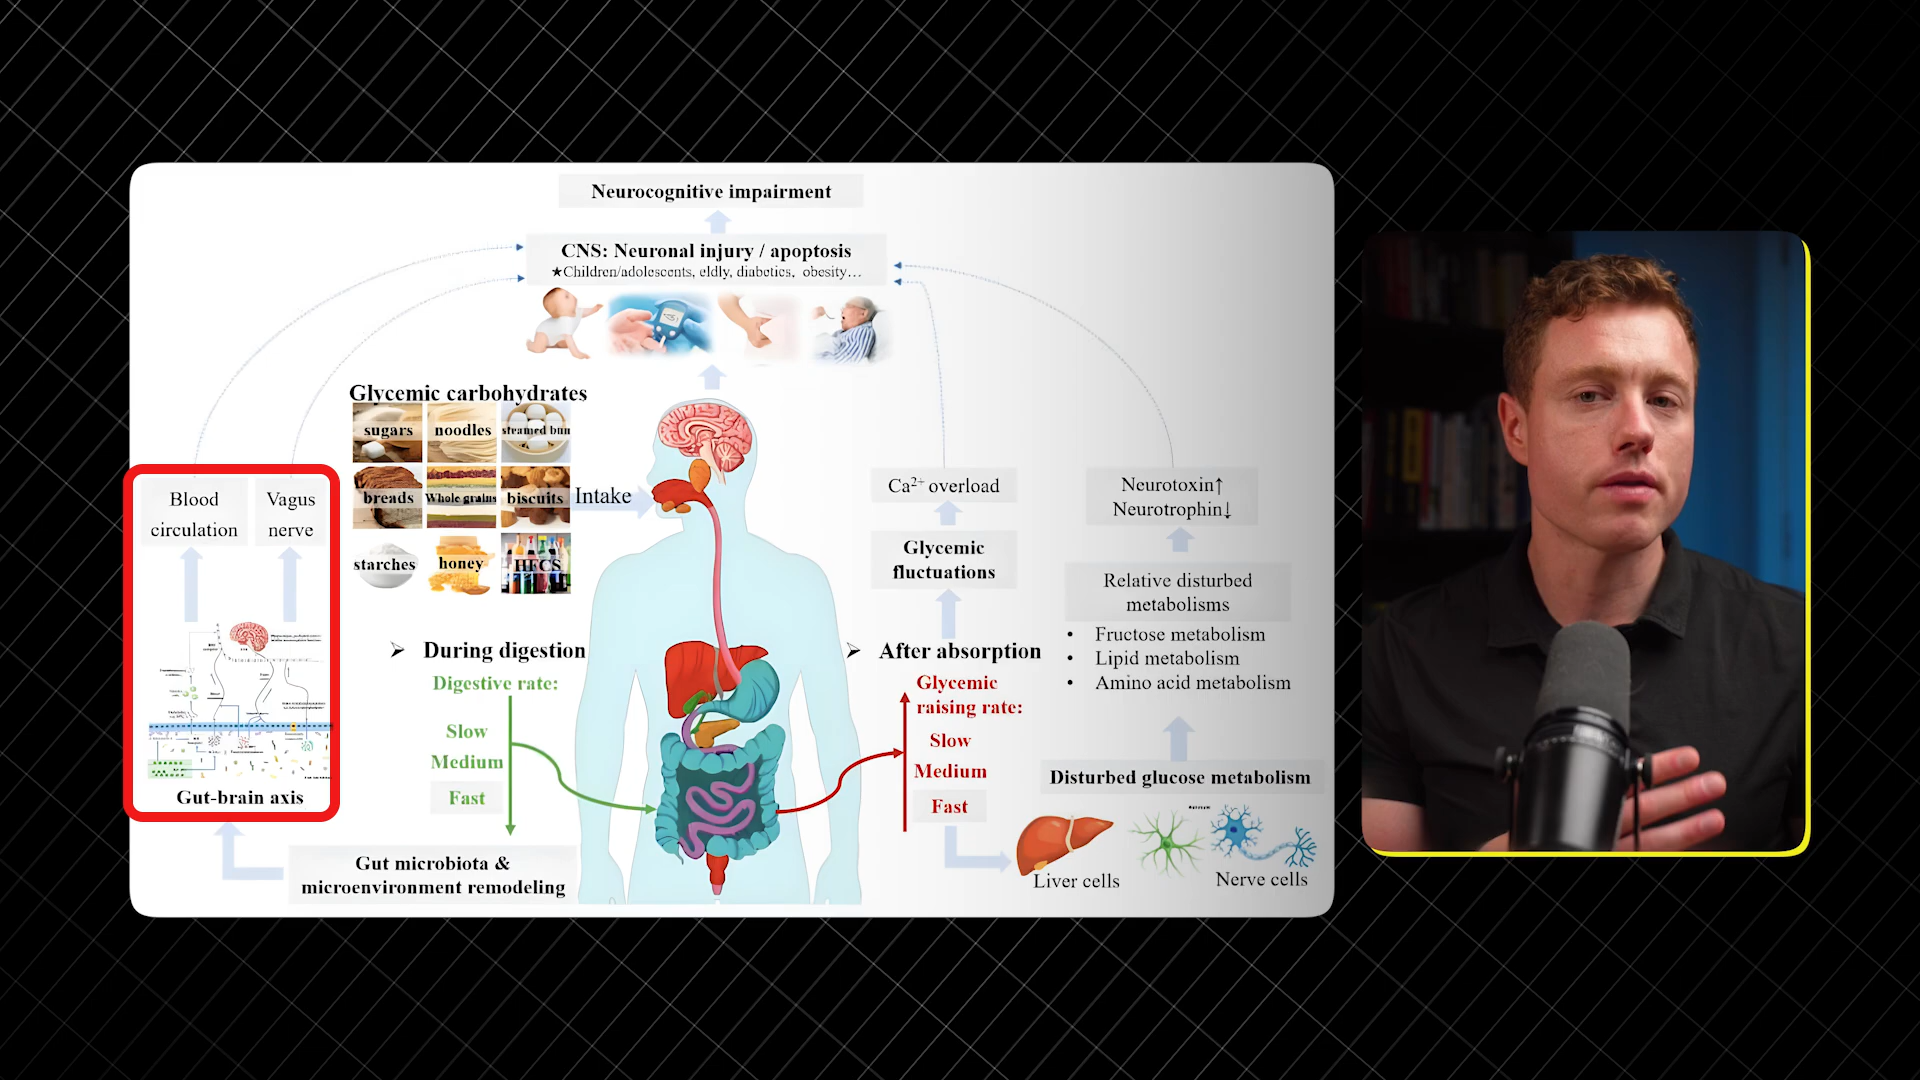 Neurocognitive impairment
CNS: Neuronal injury / apoptosis
★Children/adolescents, eldly, diabetics, obesity…
Glycemic carbohydrates
sugars
noodles
steamed bun
breads
Whole grains
biscuits
starches
honey
HFCS
Intake
Blood
circulation
Vagus
nerve
Gut-brain axis
➢ During digestion
Digestive rate:
Slow
Medium
Fast
Gut microbiota &
microenvironment remodeling
➢ After absorption
Glycemic
raising rate:
Slow
Medium
Fast
Ca²⁺ overload
Glycemic
fluctuations
Neurotoxin↑
Neurotrophin↓
Relative disturbed
metabolisms
• Fructose metabolism
• Lipid metabolism
• Amino acid metabolism
Disturbed glucose metabolism
Liver cells
Nerve cells